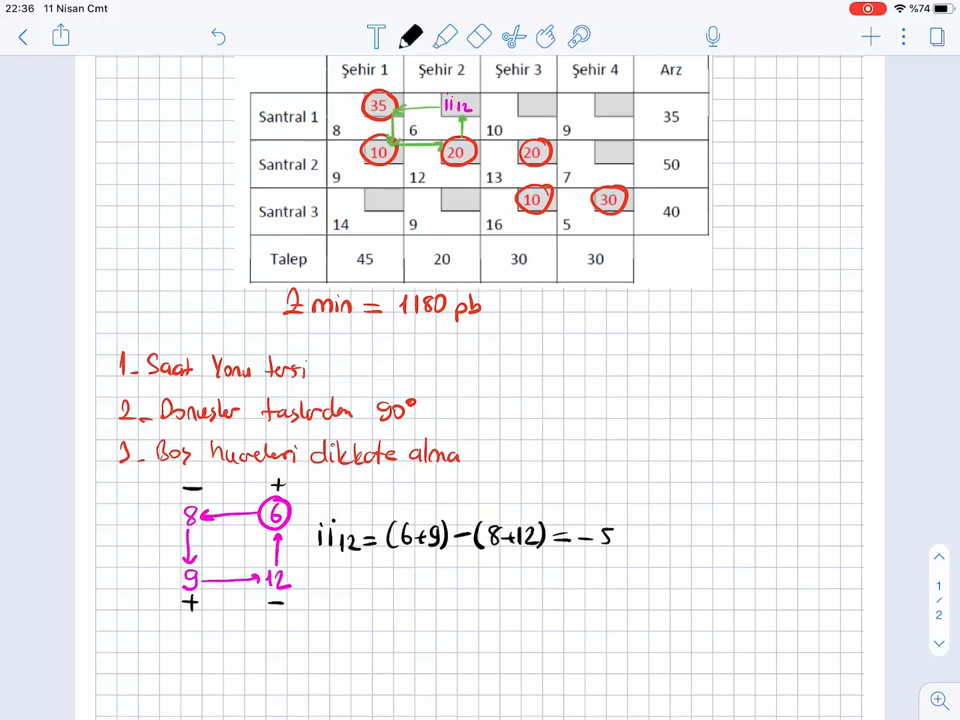 22:36 11 Nisan Cmt %74
Şehir 1 Şehir 2 Şehir 3 Şehir 4 Arz
Santral 1 35 8 ii12 6 10 9 35
Santral 2 10 9 20 12 20 13 7 50
Santral 3 14 9 10 16 30 5 40
Talep 45 20 30 30
Z min = 1180 pb
1- Saat Yonu tersi
2- Donusler taslardan 90°
3- Boş hucreleri dikkate alma
- +
8 6
ii12 = (6+9) - (8+12) = -5
9 12
+ -
1
/
2